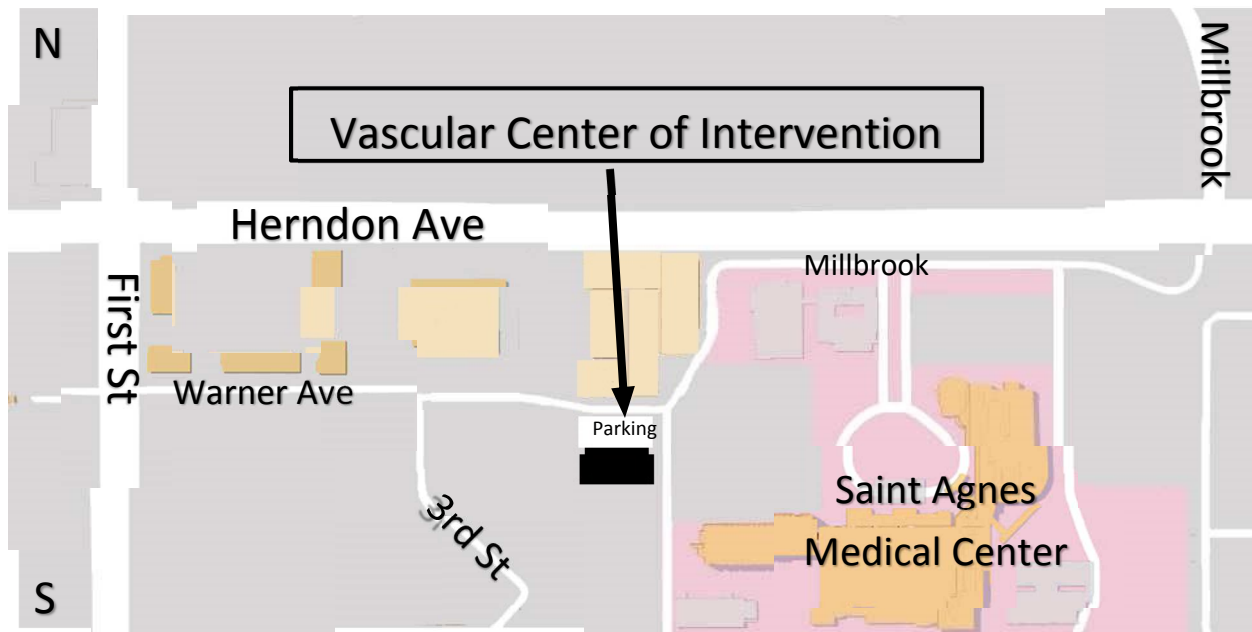 N
Millbrook
Vascular Center of Intervention
Herndon Ave
Millbrook
First St
Warner Ave
Parking
3rd St
Saint Agnes
Medical Center
S